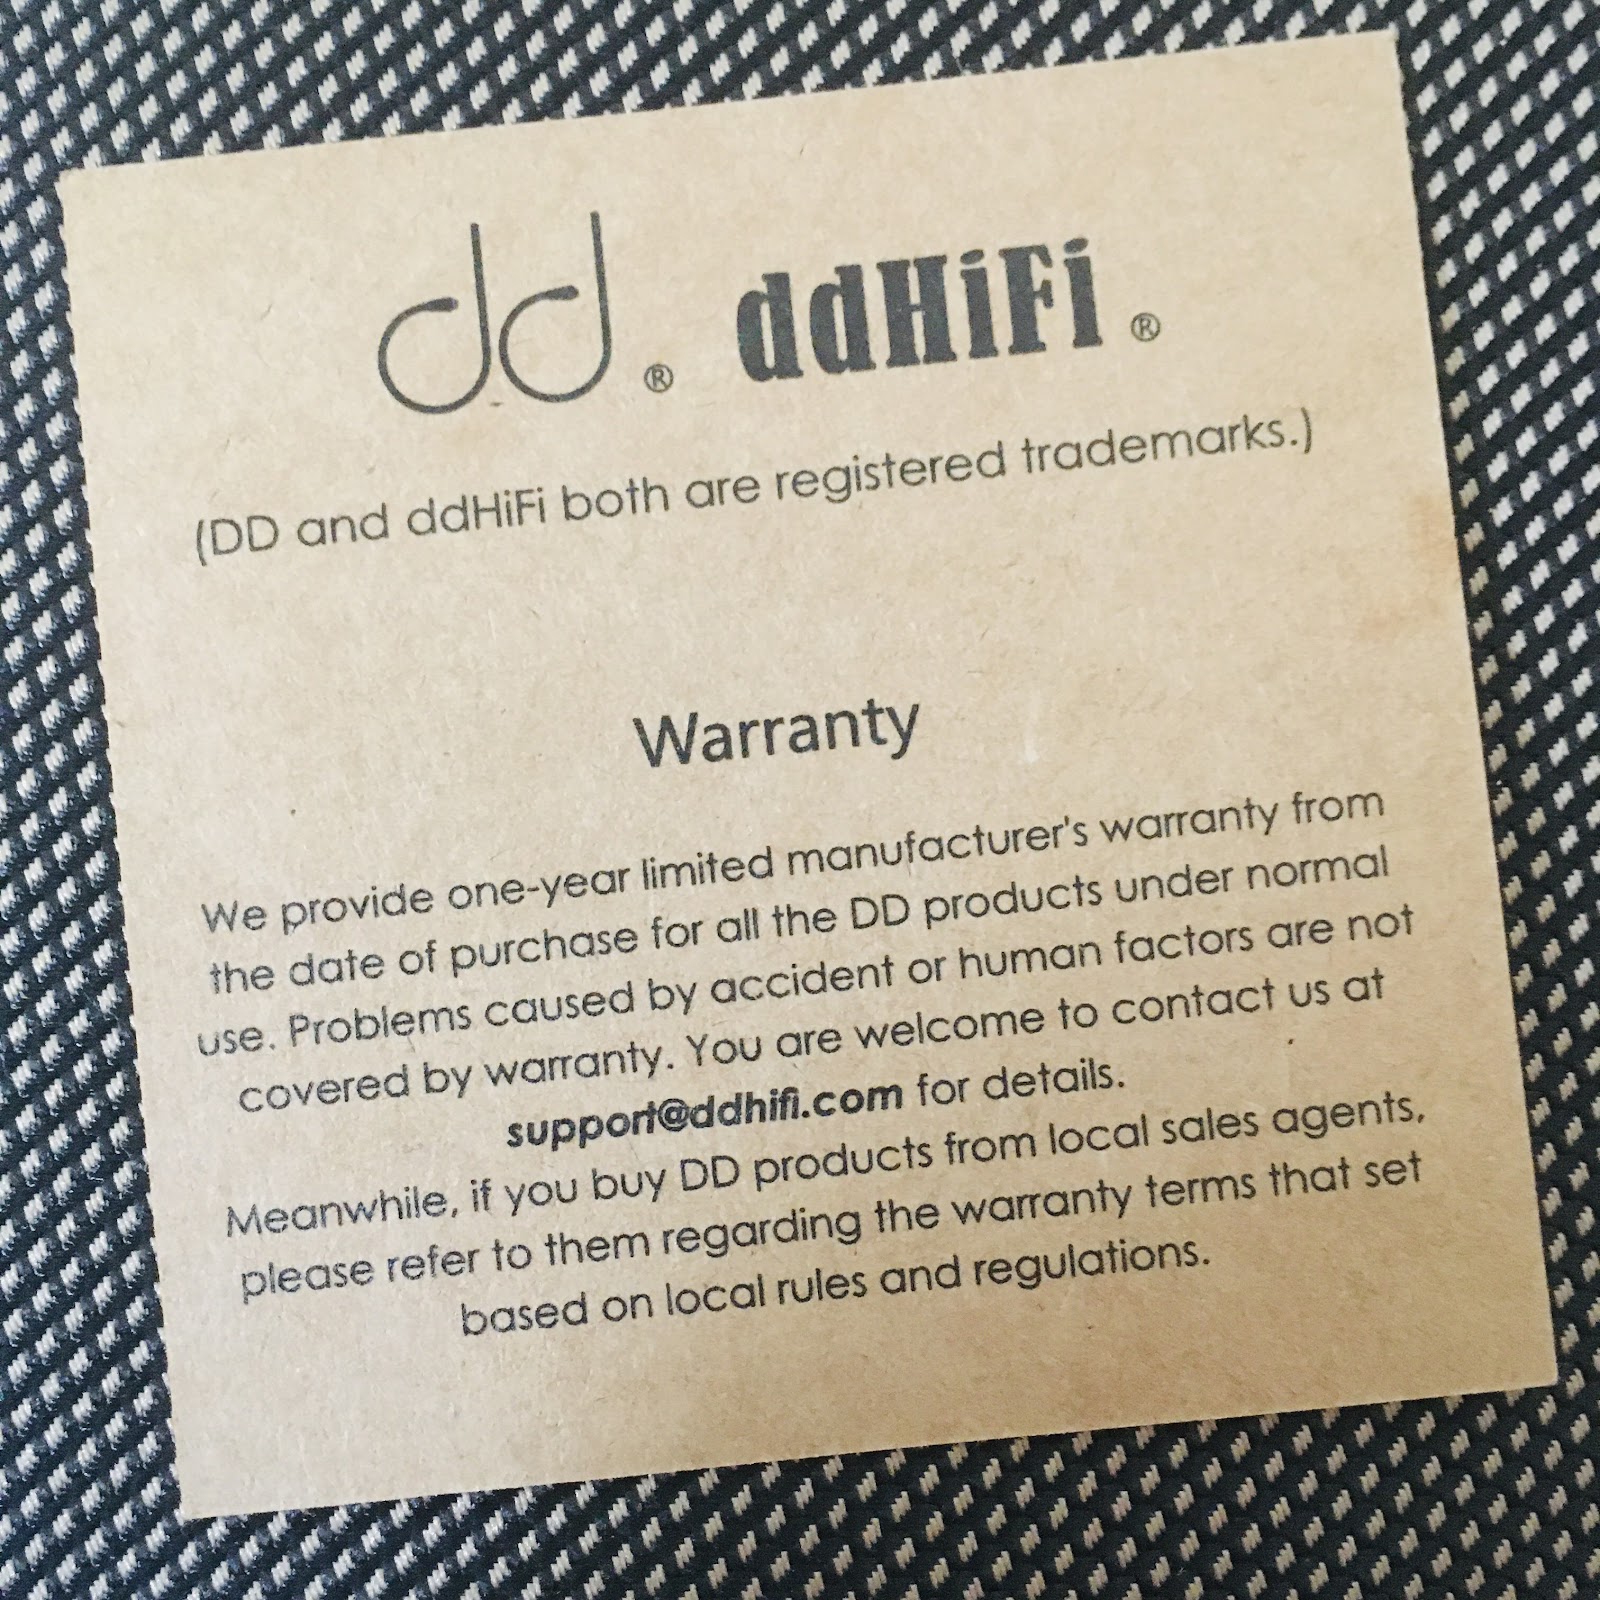 dd® ddHiFi®
(DD and ddHiFi both are registered trademarks.)
Warranty
We provide one-year limited manufacturer's warranty from
the date of purchase for all the DD products under normal
use. Problems caused by accident or human factors are not
covered by warranty. You are welcome to contact us at
support@ddhifi.com for details.
Meanwhile, if you buy DD products from local sales agents,
please refer to them regarding the warranty terms that set
based on local rules and regulations.